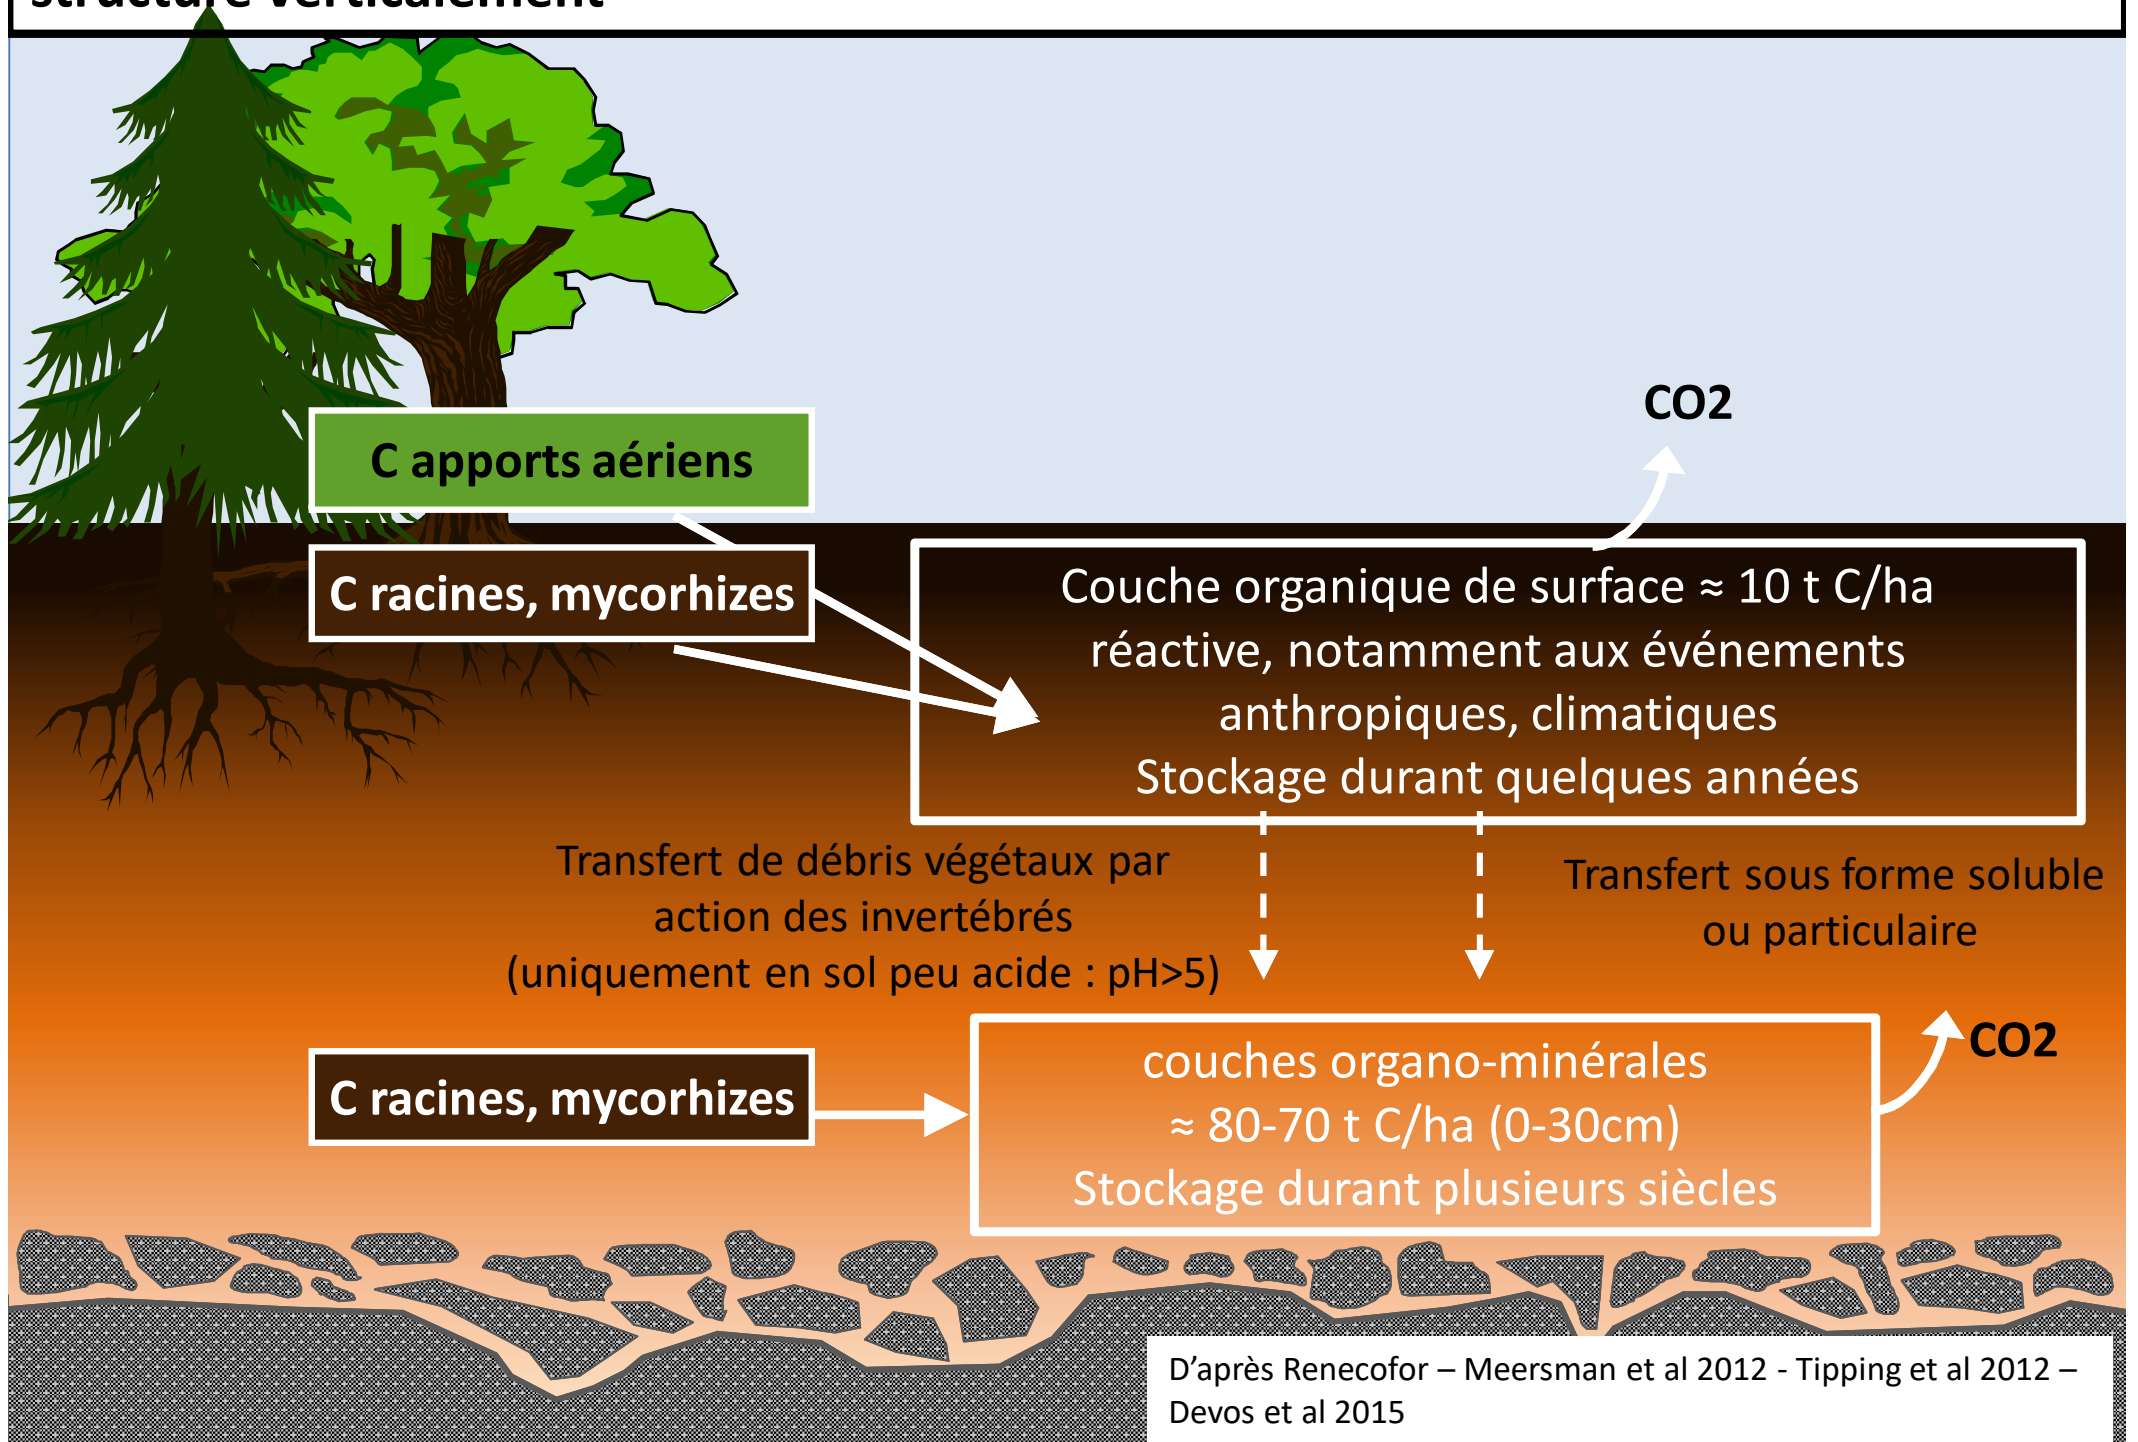 structure verticalement
CO2
C apports aériens
C racines, mycorhizes
Couche organique de surface ≈ 10 t C/ha
réactive, notamment aux événements
anthropiques, climatiques
Stockage durant quelques années
Transfert de débris végétaux par
action des invertébrés
(uniquement en sol peu acide : pH>5)
Transfert sous forme soluble
ou particulaire
CO2
C racines, mycorhizes
couches organo-minérales
≈ 80-70 t C/ha (0-30cm)
Stockage durant plusieurs siècles
D’après Renecofor – Meersman et al 2012 - Tipping et al 2012 –
Devos et al 2015